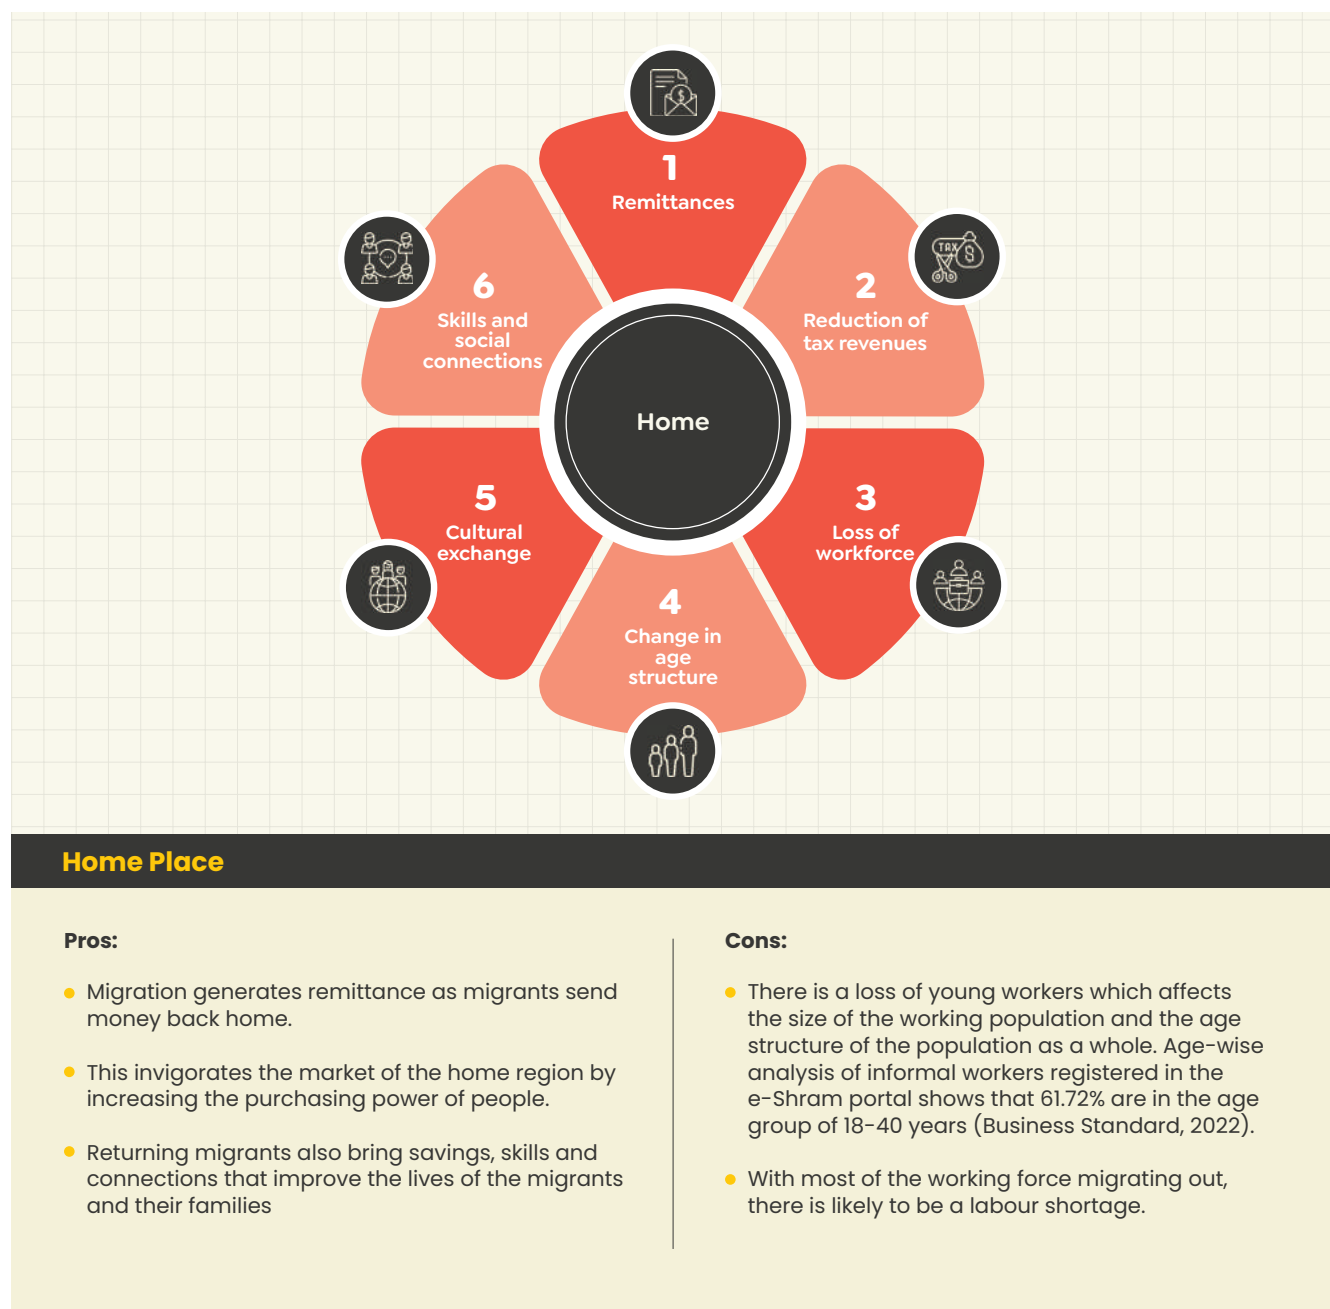 1
Remittances
2
Reduction of
tax revenues
3
Loss of
workforce
4
Change in
age
structure
5
Cultural
exchange
6
Skills and
social
connections
Home
$
TAX
$
Home Place
Pros:
Migration generates remittance as migrants send
money back home.
This invigorates the market of the home region by
increasing the purchasing power of people.
Returning migrants also bring savings, skills and
connections that improve the lives of the migrants
and their families
Cons:
There is a loss of young workers which affects
the size of the working population and the age
structure of the population as a whole. Age-wise
analysis of informal workers registered in the
e-Shram portal shows that 61.72% are in the age
group of 18-40 years (Business Standard, 2022).
With most of the working force migrating out,
there is likely to be a labour shortage.